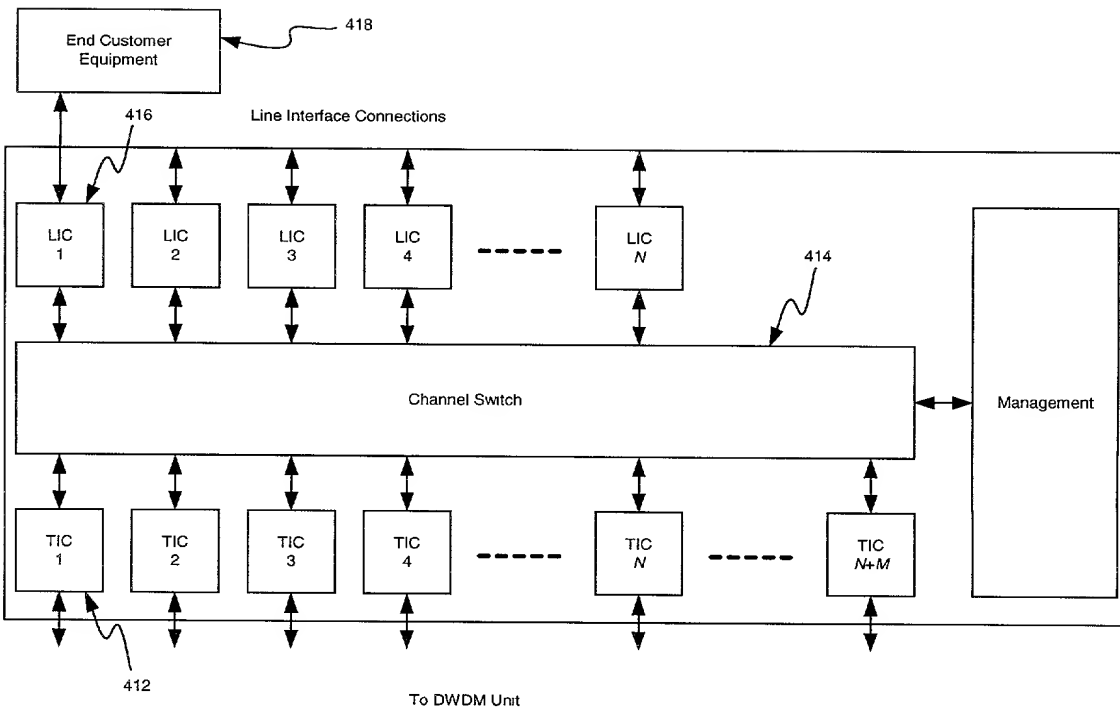 End Customer
Equipment
418
416
Line Interface Connections
LIC
1
LIC
2
LIC
3
LIC
4
LIC
N
414
Channel Switch
Management
TIC
1
TIC
2
TIC
3
TIC
4
TIC
N
TIC
N+M
412
To DWDM Unit